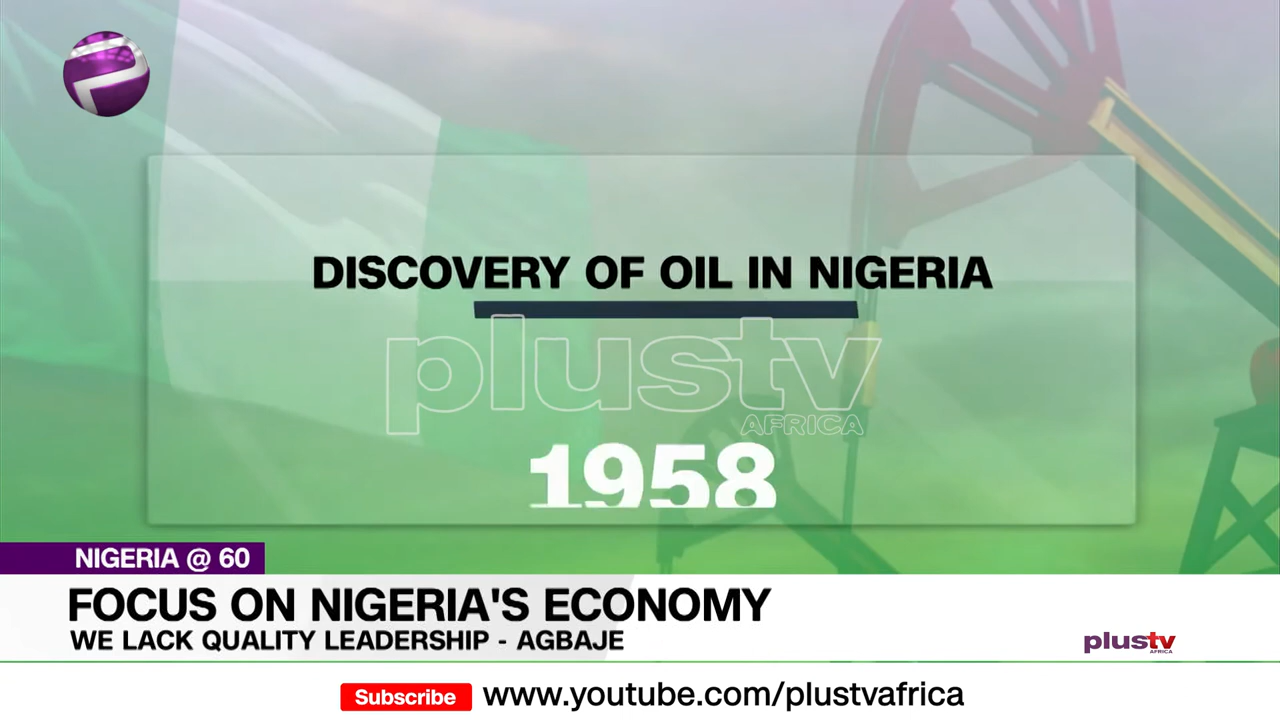 DISCOVERY OF OIL IN NIGERIA
plustv
AFRICA
1958
NIGERIA @ 60
FOCUS ON NIGERIA'S ECONOMY
WE LACK QUALITY LEADERSHIP - AGBAJE
plustv
AFRICA
Subscribe www.youtube.com/plustvafrica